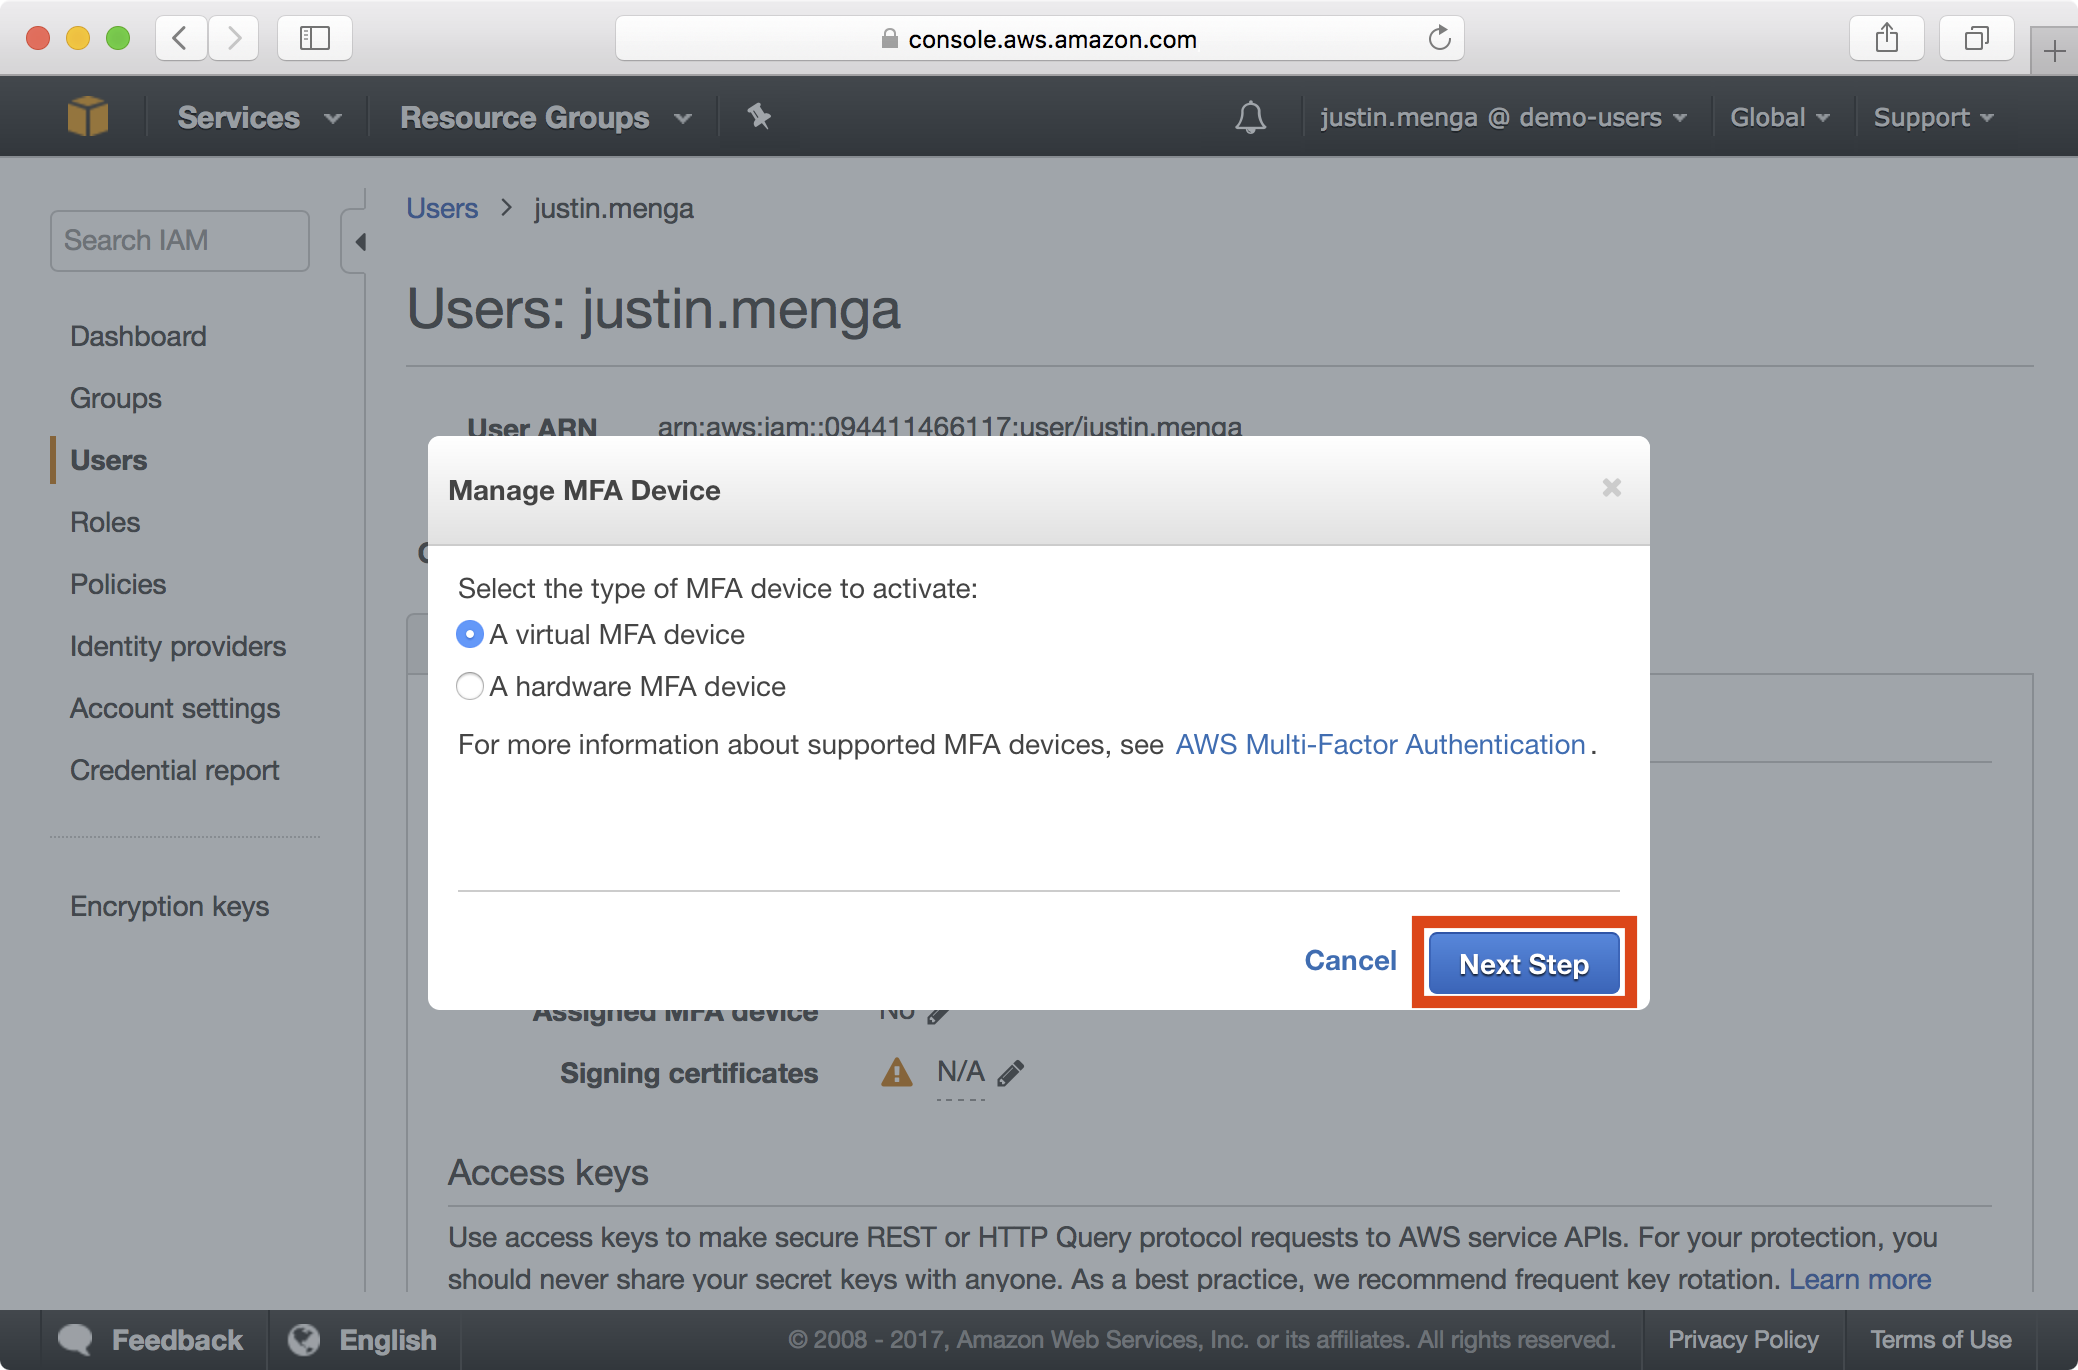 console.aws.amazon.com
Services
Resource Groups
justin.menga @ demo-users
Global
Support
Search IAM
Users > justin.menga
Users: justin.menga
Dashboard
Groups
Users
Roles
Policies
Identity providers
Account settings
Credential report
Encryption keys
User ARN arn:aws:iam::094411466117:user/justin.menga
Manage MFA Device
Select the type of MFA device to activate:
A virtual MFA device
A hardware MFA device
For more information about supported MFA devices, see AWS Multi-Factor Authentication.
Cancel
Next Step
Assigned MFA device No
Signing certificates N/A
Access keys
Use access keys to make secure REST or HTTP Query protocol requests to AWS service APIs. For your protection, you
should never share your secret keys with anyone. As a best practice, we recommend frequent key rotation. Learn more
Feedback
English
© 2008 - 2017, Amazon Web Services, Inc. or its affiliates. All rights reserved.
Privacy Policy
Terms of Use